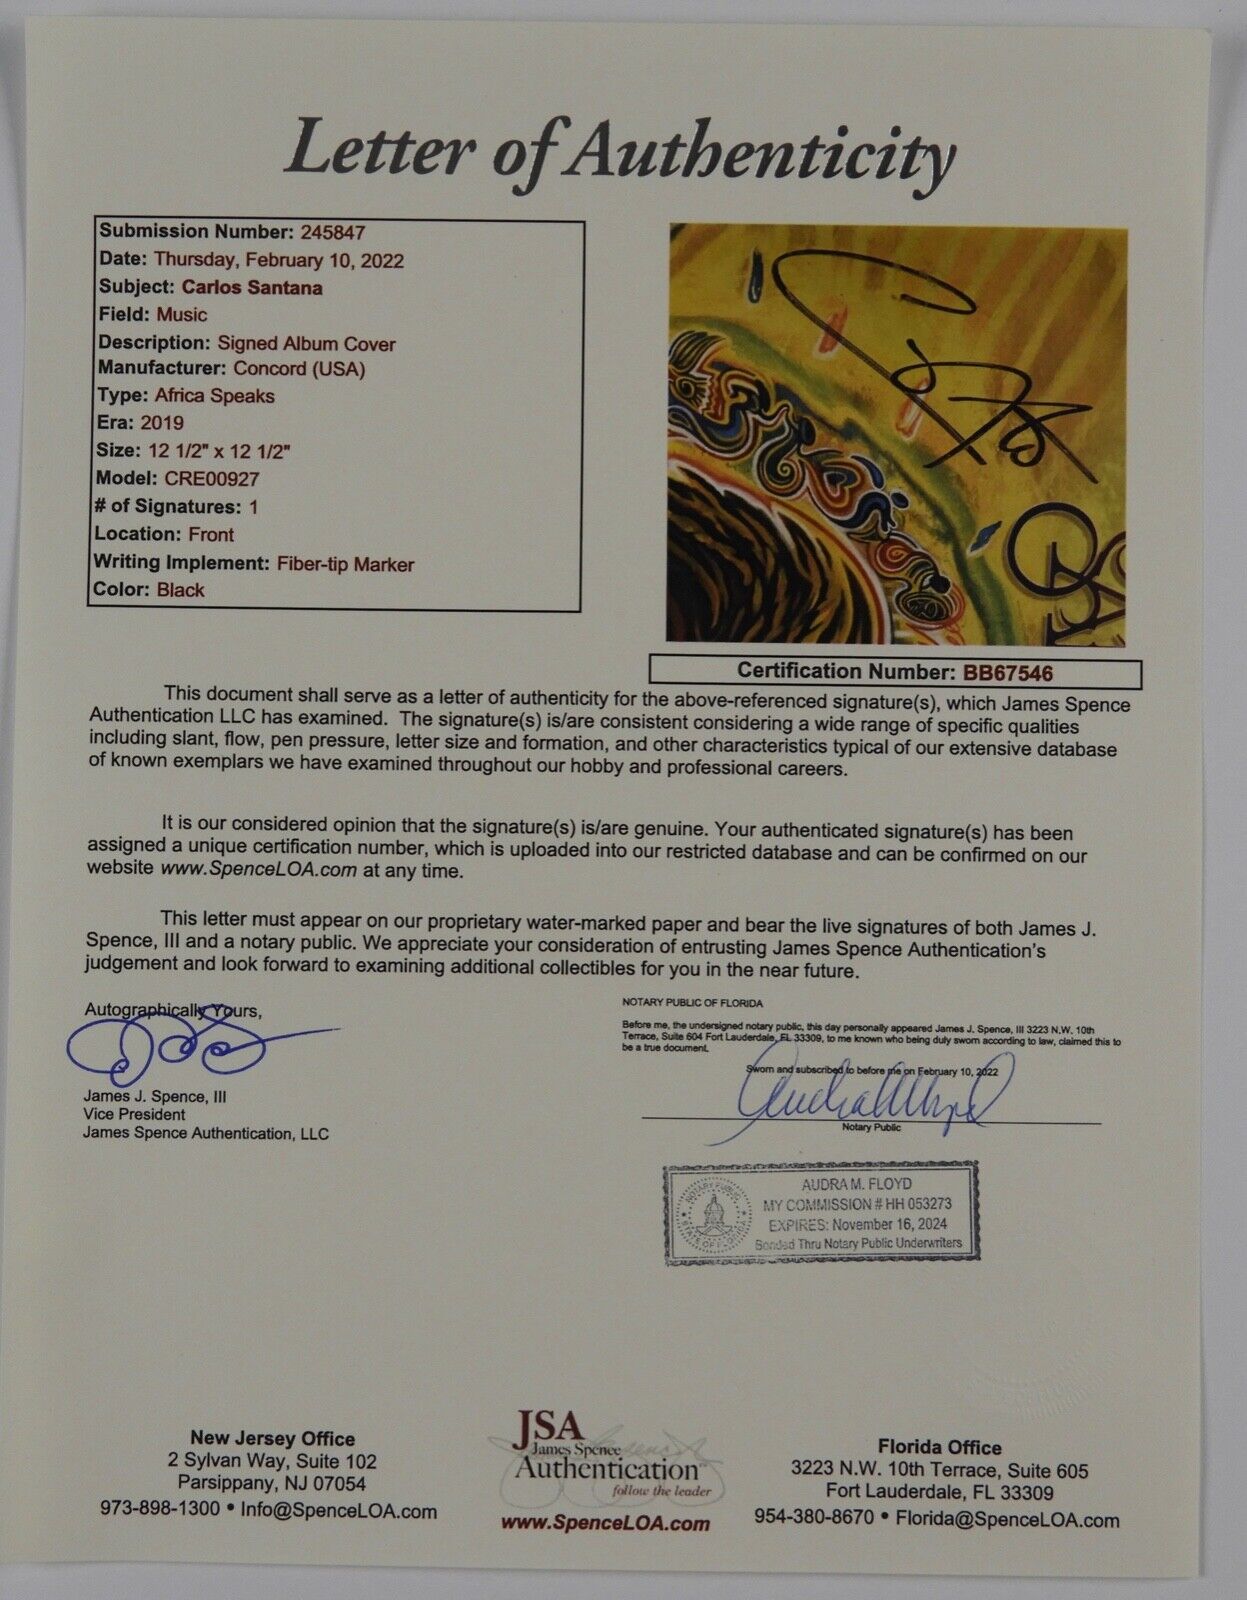 Letter of Authenticity
Submission Number: 245847
Date: Thursday, February 10, 2022
Subject: Carlos Santana
Field: Music
Description: Signed Album Cover
Manufacturer: Concord (USA)
Type: Africa Speaks
Era: 2019
Size: 12 1/2" x 12 1/2"
Model: CRE00927
# of Signatures: 1
Location: Front
Writing Implement: Fiber-tip Marker
Color: Black
Certification Number: BB67546
This document shall serve as a letter of authenticity for the above-referenced signature(s), which James Spence
Authentication LLC has examined. The signature(s) is/are consistent considering a wide range of specific qualities
including slant, flow, pen pressure, letter size and formation, and other characteristics typical of our extensive database
of known exemplars we have examined throughout our hobby and professional careers.
It is our considered opinion that the signature(s) is/are genuine. Your authenticated signature(s) has been
assigned a unique certification number, which is uploaded into our restricted database and can be confirmed on our
website www.SpenceLOA.com at any time.
This letter must appear on our proprietary water-marked paper and bear the live signatures of both James J.
Spence, III and a notary public. We appreciate your consideration of entrusting James Spence Authentication's
judgement and look forward to examining additional collectibles for you in the near future.
Autographically Yours,
James J. Spence, III
Vice President
James Spence Authentication, LLC
NOTARY PUBLIC OF FLORIDA
Before me, the undersigned notary public, this day personally appeared James J. Spence, III 3223 N.W. 10th
Terrace, Suite 604 Fort Lauderdale, FL 33309, to me known who being duly sworn according to law, claimed this to
be a true document.
Sworn and subscribed to before me on February 10, 2022
Notary Public
AUDRA M. FLOYD
MY COMMISSION # HH 053273
EXPIRES: November 16, 2024
Bonded Thru Notary Public Underwriters
NOTARY PUBLIC
STATE OF FLORIDA
New Jersey Office
2 Sylvan Way, Suite 102
Parsippany, NJ 07054
973-898-1300 • Info@SpenceLOA.com
JSA
James Spence
Authentication
follow the leader
www.SpenceLOA.com
Florida Office
3223 N.W. 10th Terrace, Suite 605
Fort Lauderdale, FL 33309
954-380-8670 • Florida@SpenceLOA.com